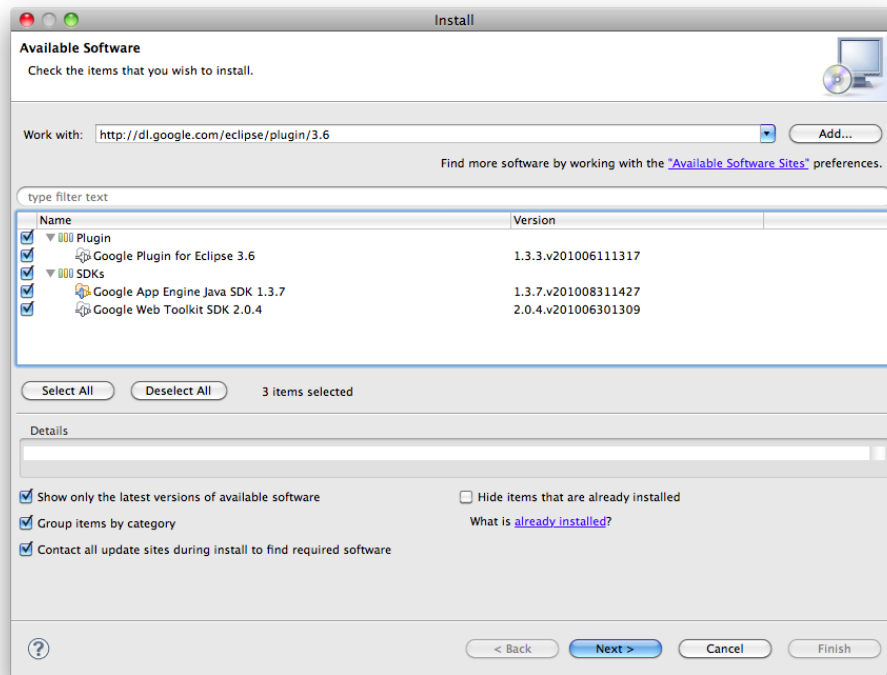 Install
Available Software
Check the items that you wish to install.
Work with: http://dl.google.com/eclipse/plugin/3.6 Add...
Find more software by working with the "Available Software Sites" preferences.
type filter text
Name Version
Plugin
Google Plugin for Eclipse 3.6 1.3.3.v201006111317
SDKs
Google App Engine Java SDK 1.3.7 1.3.7.v201008311427
Google Web Toolkit SDK 2.0.4 2.0.4.v201006301309
Select All Deselect All 3 items selected
Details
Show only the latest versions of available software Hide items that are already installed
Group items by category What is already installed?
Contact all update sites during install to find required software
? < Back Next > Cancel Finish